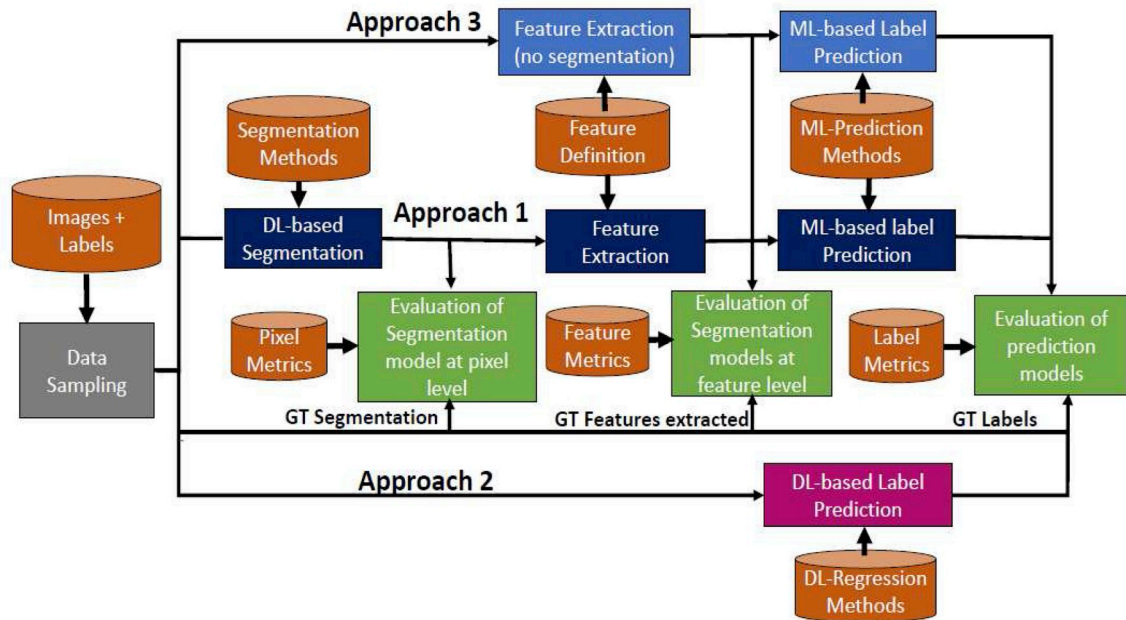 Approach 3
Feature Extraction
(no segmentation)
ML-based Label
Prediction
Segmentation
Methods
Feature
Definition
ML-Prediction
Methods
Images +
Labels
DL-based
Segmentation
Approach 1
Feature
Extraction
ML-based label
Prediction
Data
Sampling
Pixel
Metrics
Evaluation of
Segmentation
model at pixel
level
Feature
Metrics
Evaluation of
Segmentation
models at
feature level
Label
Metrics
Evaluation of
prediction
models
GT Segmentation
GT Features extracted
GT Labels
Approach 2
DL-based Label
Prediction
DL-Regression
Methods